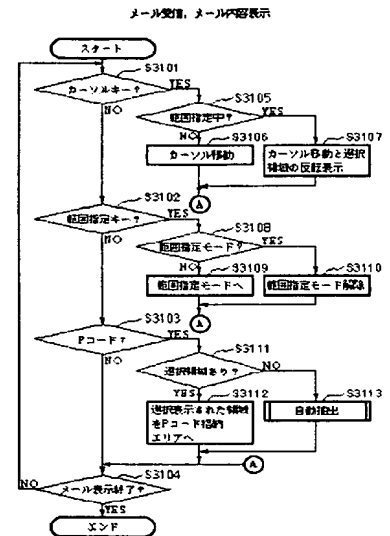 メール受信，メール内容表示
スタート
S3101
カーソルキー？
YES
NO
S3105
範囲指定中？
YES
NO
S3106
カーソル移動
S3107
カーソル移動と選択
領域の反転表示
A
S3102
範囲指定キー？
YES
NO
S3108
範囲指定モード？
YES
NO
S3109
範囲指定モードへ
S3110
範囲指定モード解除
A
S3103
Pコード？
YES
NO
S3111
選択領域あり？
NO
YES
S3112
選択表示された領域
をPコード格納
エリアへ
S3113
自動抽出
A
S3104
NO
メール表示終了？
YES
エンド